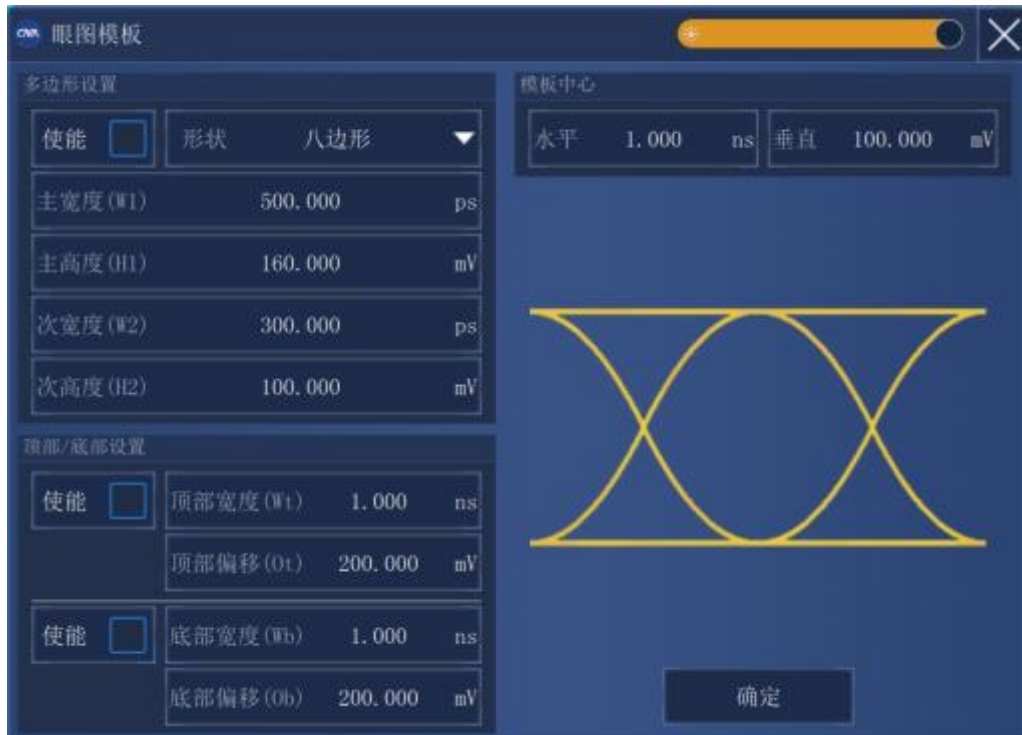 眼图模板
多边形设置
使能 形状 八边形
主宽度(W1) 500.000 ps
主高度(H1) 160.000 mV
次宽度(W2) 300.000 ps
次高度(H2) 100.000 mV
顶部/底部设置
使能 顶部宽度(Wt) 1.000 ns
顶部偏移(Ot) 200.000 mV
使能 底部宽度(Wb) 1.000 ns
底部偏移(Ob) 200.000 mV
模板中心
水平 1.000 ns 垂直 100.000 mV
确定